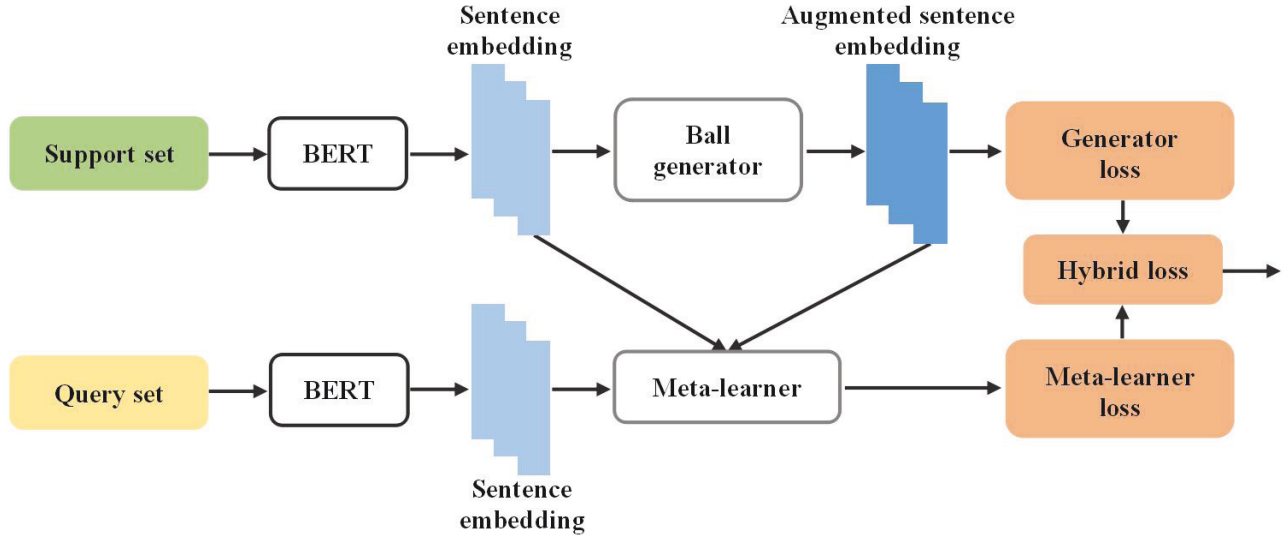 Sentence
embedding
Augmented sentence
embedding
Support set
BERT
Ball
generator
Generator
loss
Hybrid loss
Query set
BERT
Meta-learner
Meta-learner
loss
Sentence
embedding